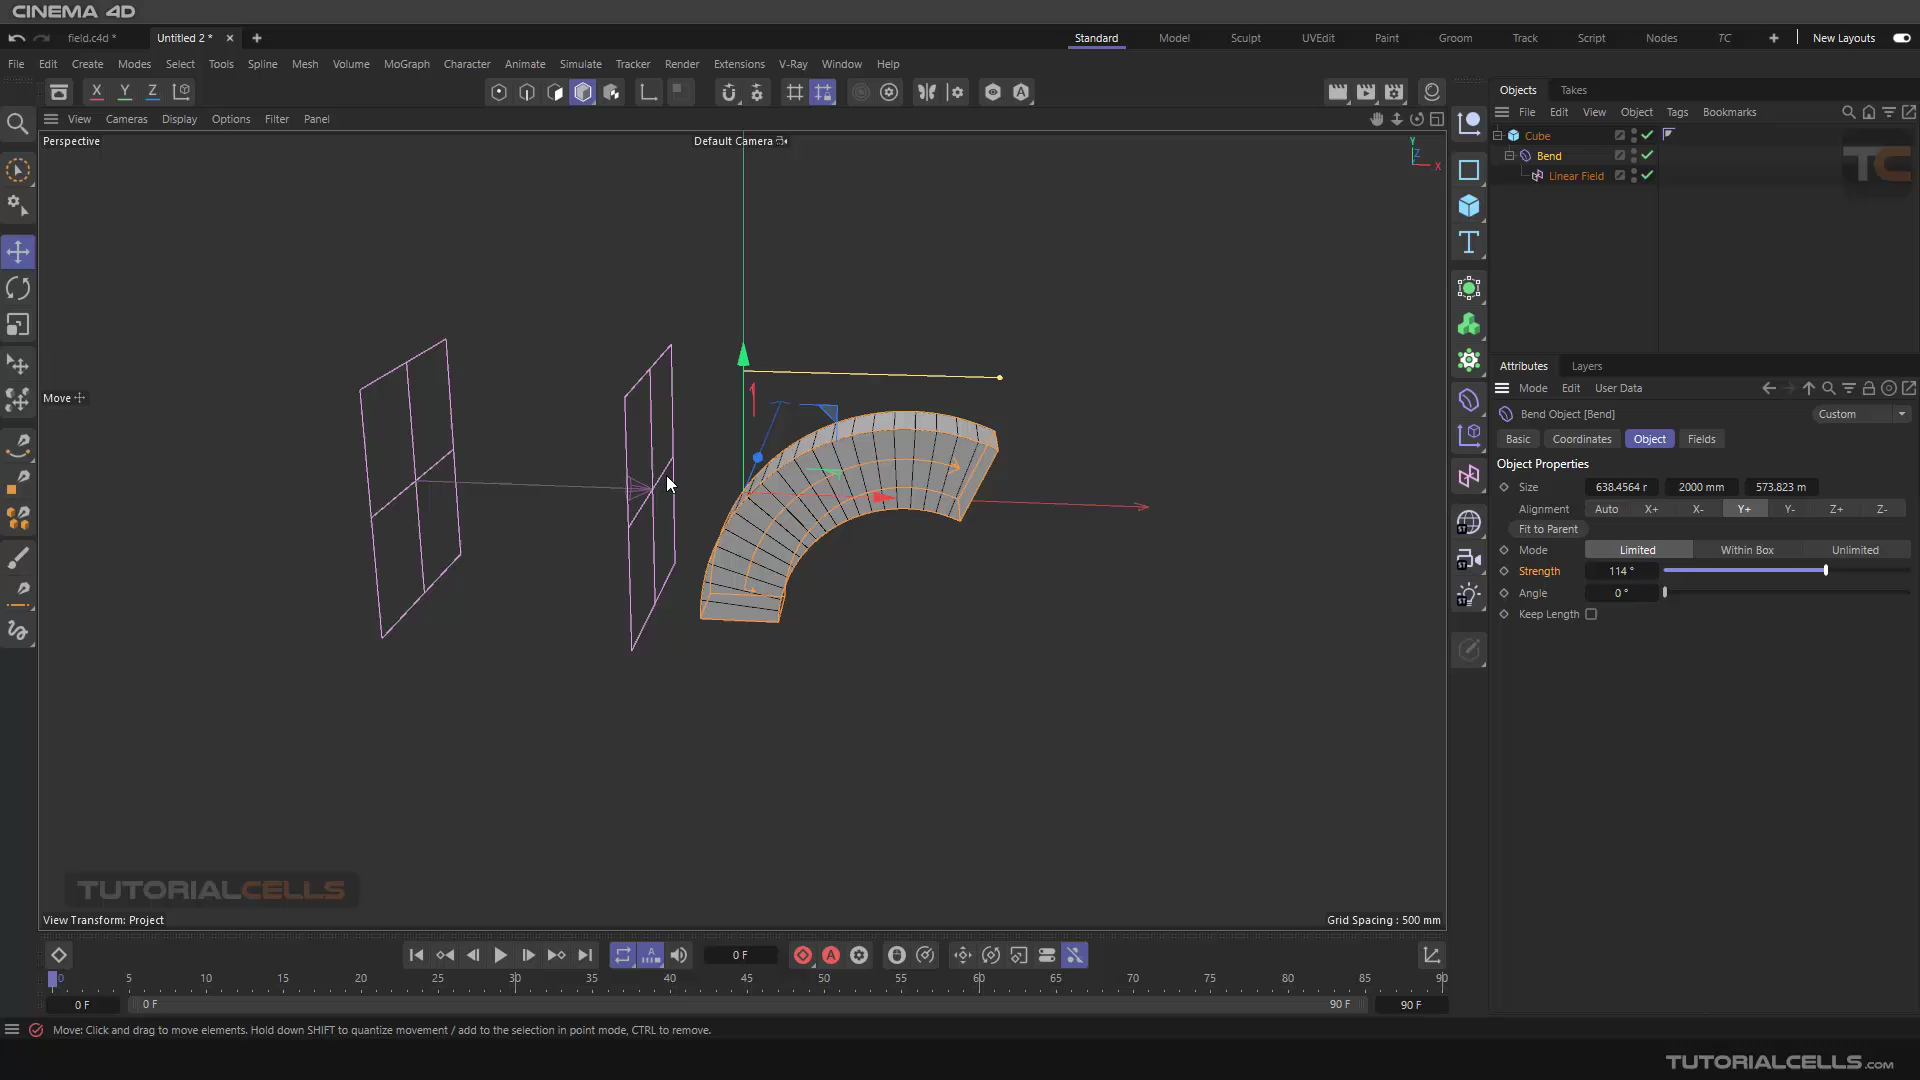 CINEMA 4D
field.c4d *
Untitled 2 *
Standard
Model
Sculpt
UVEdit
Paint
Groom
Track
Script
Nodes
TC
New Layouts
File
Edit
Create
Modes
Select
Tools
Spline
Mesh
Volume
MoGraph
Character
Animate
Simulate
Tracker
Render
Extensions
V-Ray
Window
Help
X
Y
Z
View
Cameras
Display
Options
Filter
Panel
Perspective
Default Camera
Y
Z
X
Move
TUTORIALCELLS
View Transform: Project
Grid Spacing : 500 mm
Objects
Takes
File
Edit
View
Object
Tags
Bookmarks
Cube
Bend
Linear Field
TC
Attributes
Layers
Mode
Edit
User Data
Bend Object [Bend]
Custom
Basic
Coordinates
Object
Fields
Object Properties
Size
638.4564 r
2000 mm
573.823 m
Alignment
Auto
X+
X-
Y+
Y-
Z+
Z-
Fit to Parent
Mode
Limited
Within Box
Unlimited
Strength
114 °
Angle
0 °
Keep Length
0 F
0
5
10
15
20
25
30
35
40
45
50
55
60
65
70
75
80
85
90
0 F
0 F
90 F
90 F
Move: Click and drag to move elements. Hold down SHIFT to quantize movement / add to the selection in point mode, CTRL to remove.
TUTORIALCELLS.COM